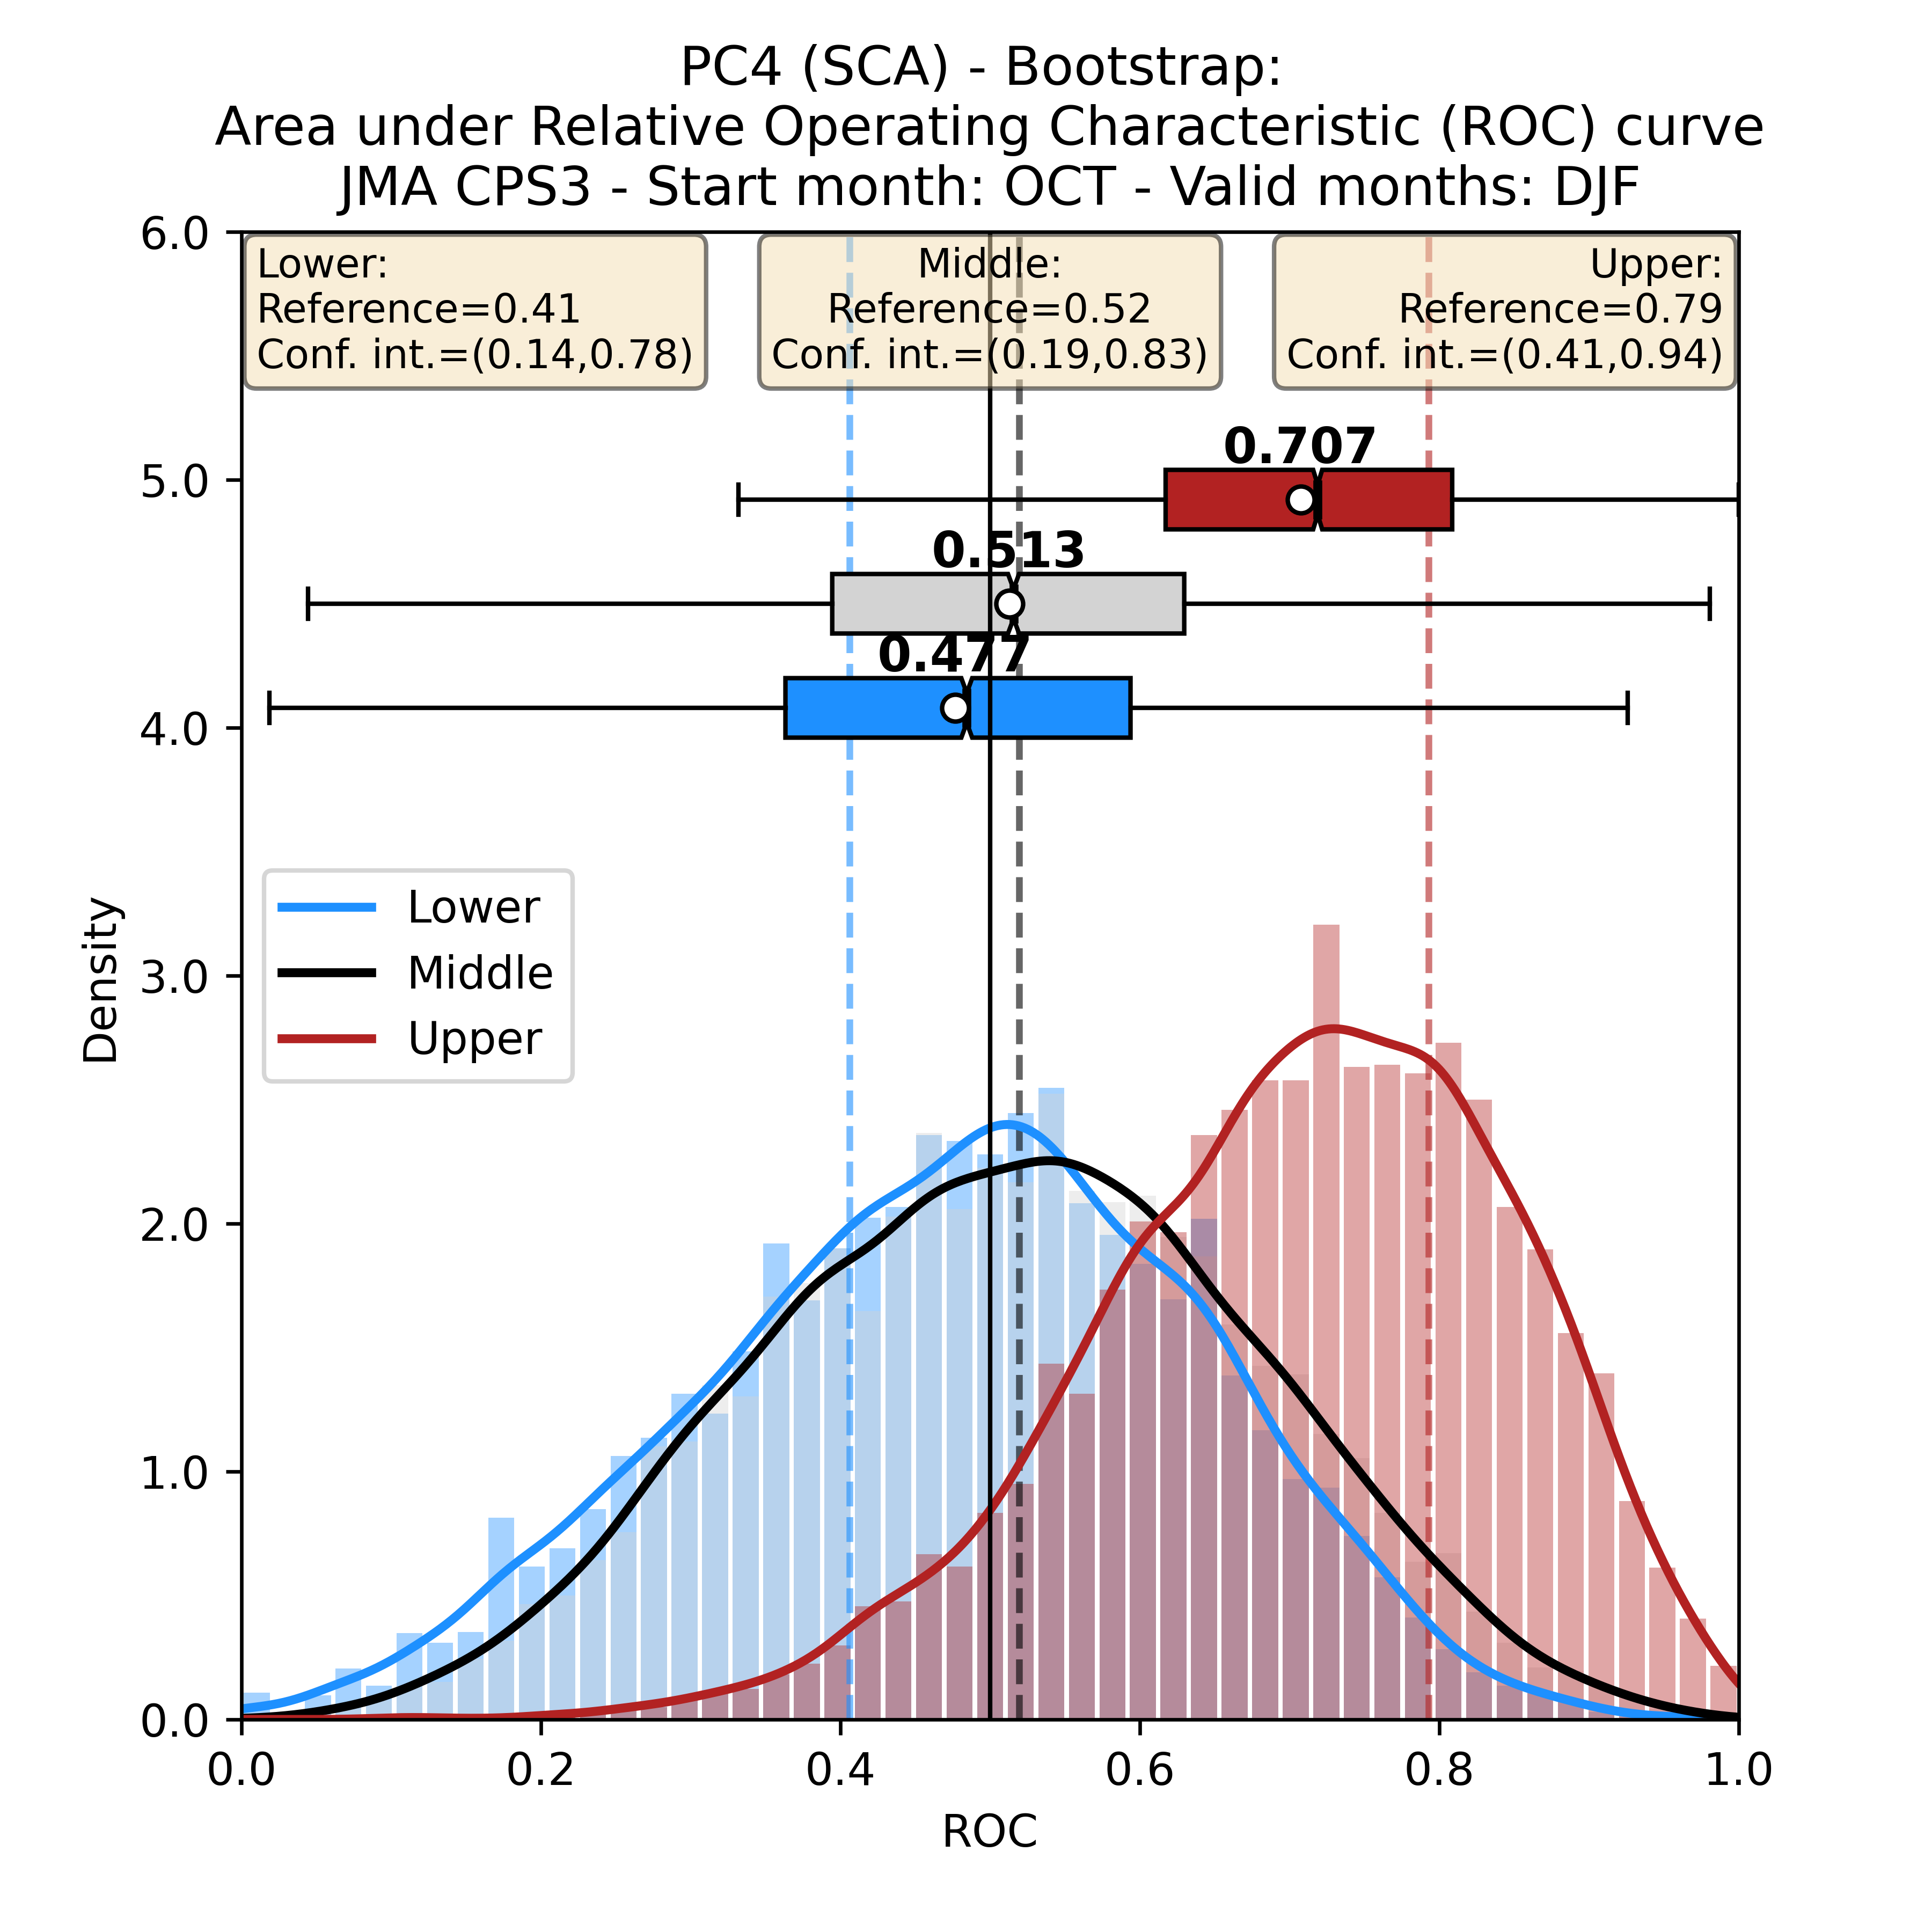 PC4 (SCA) - Bootstrap:
Area under Relative Operating Characteristic (ROC) curve
JMA CPS3 - Start month: OCT - Valid months: DJF
6.0
Lower:
Reference=0.41
Conf. int.=(0.14,0.78)
Middle:
Reference=0.52
Conf. int.=(0.19,0.83)
Upper:
Reference=0.79
Conf. int.=(0.41,0.94)
0.707
5.0
0.513
0.477
4.0
Lower
Middle
Upper
3.0
Density
2.0
1.0
0.0
0.0 0.2 0.4 0.6 0.8 1.0
ROC